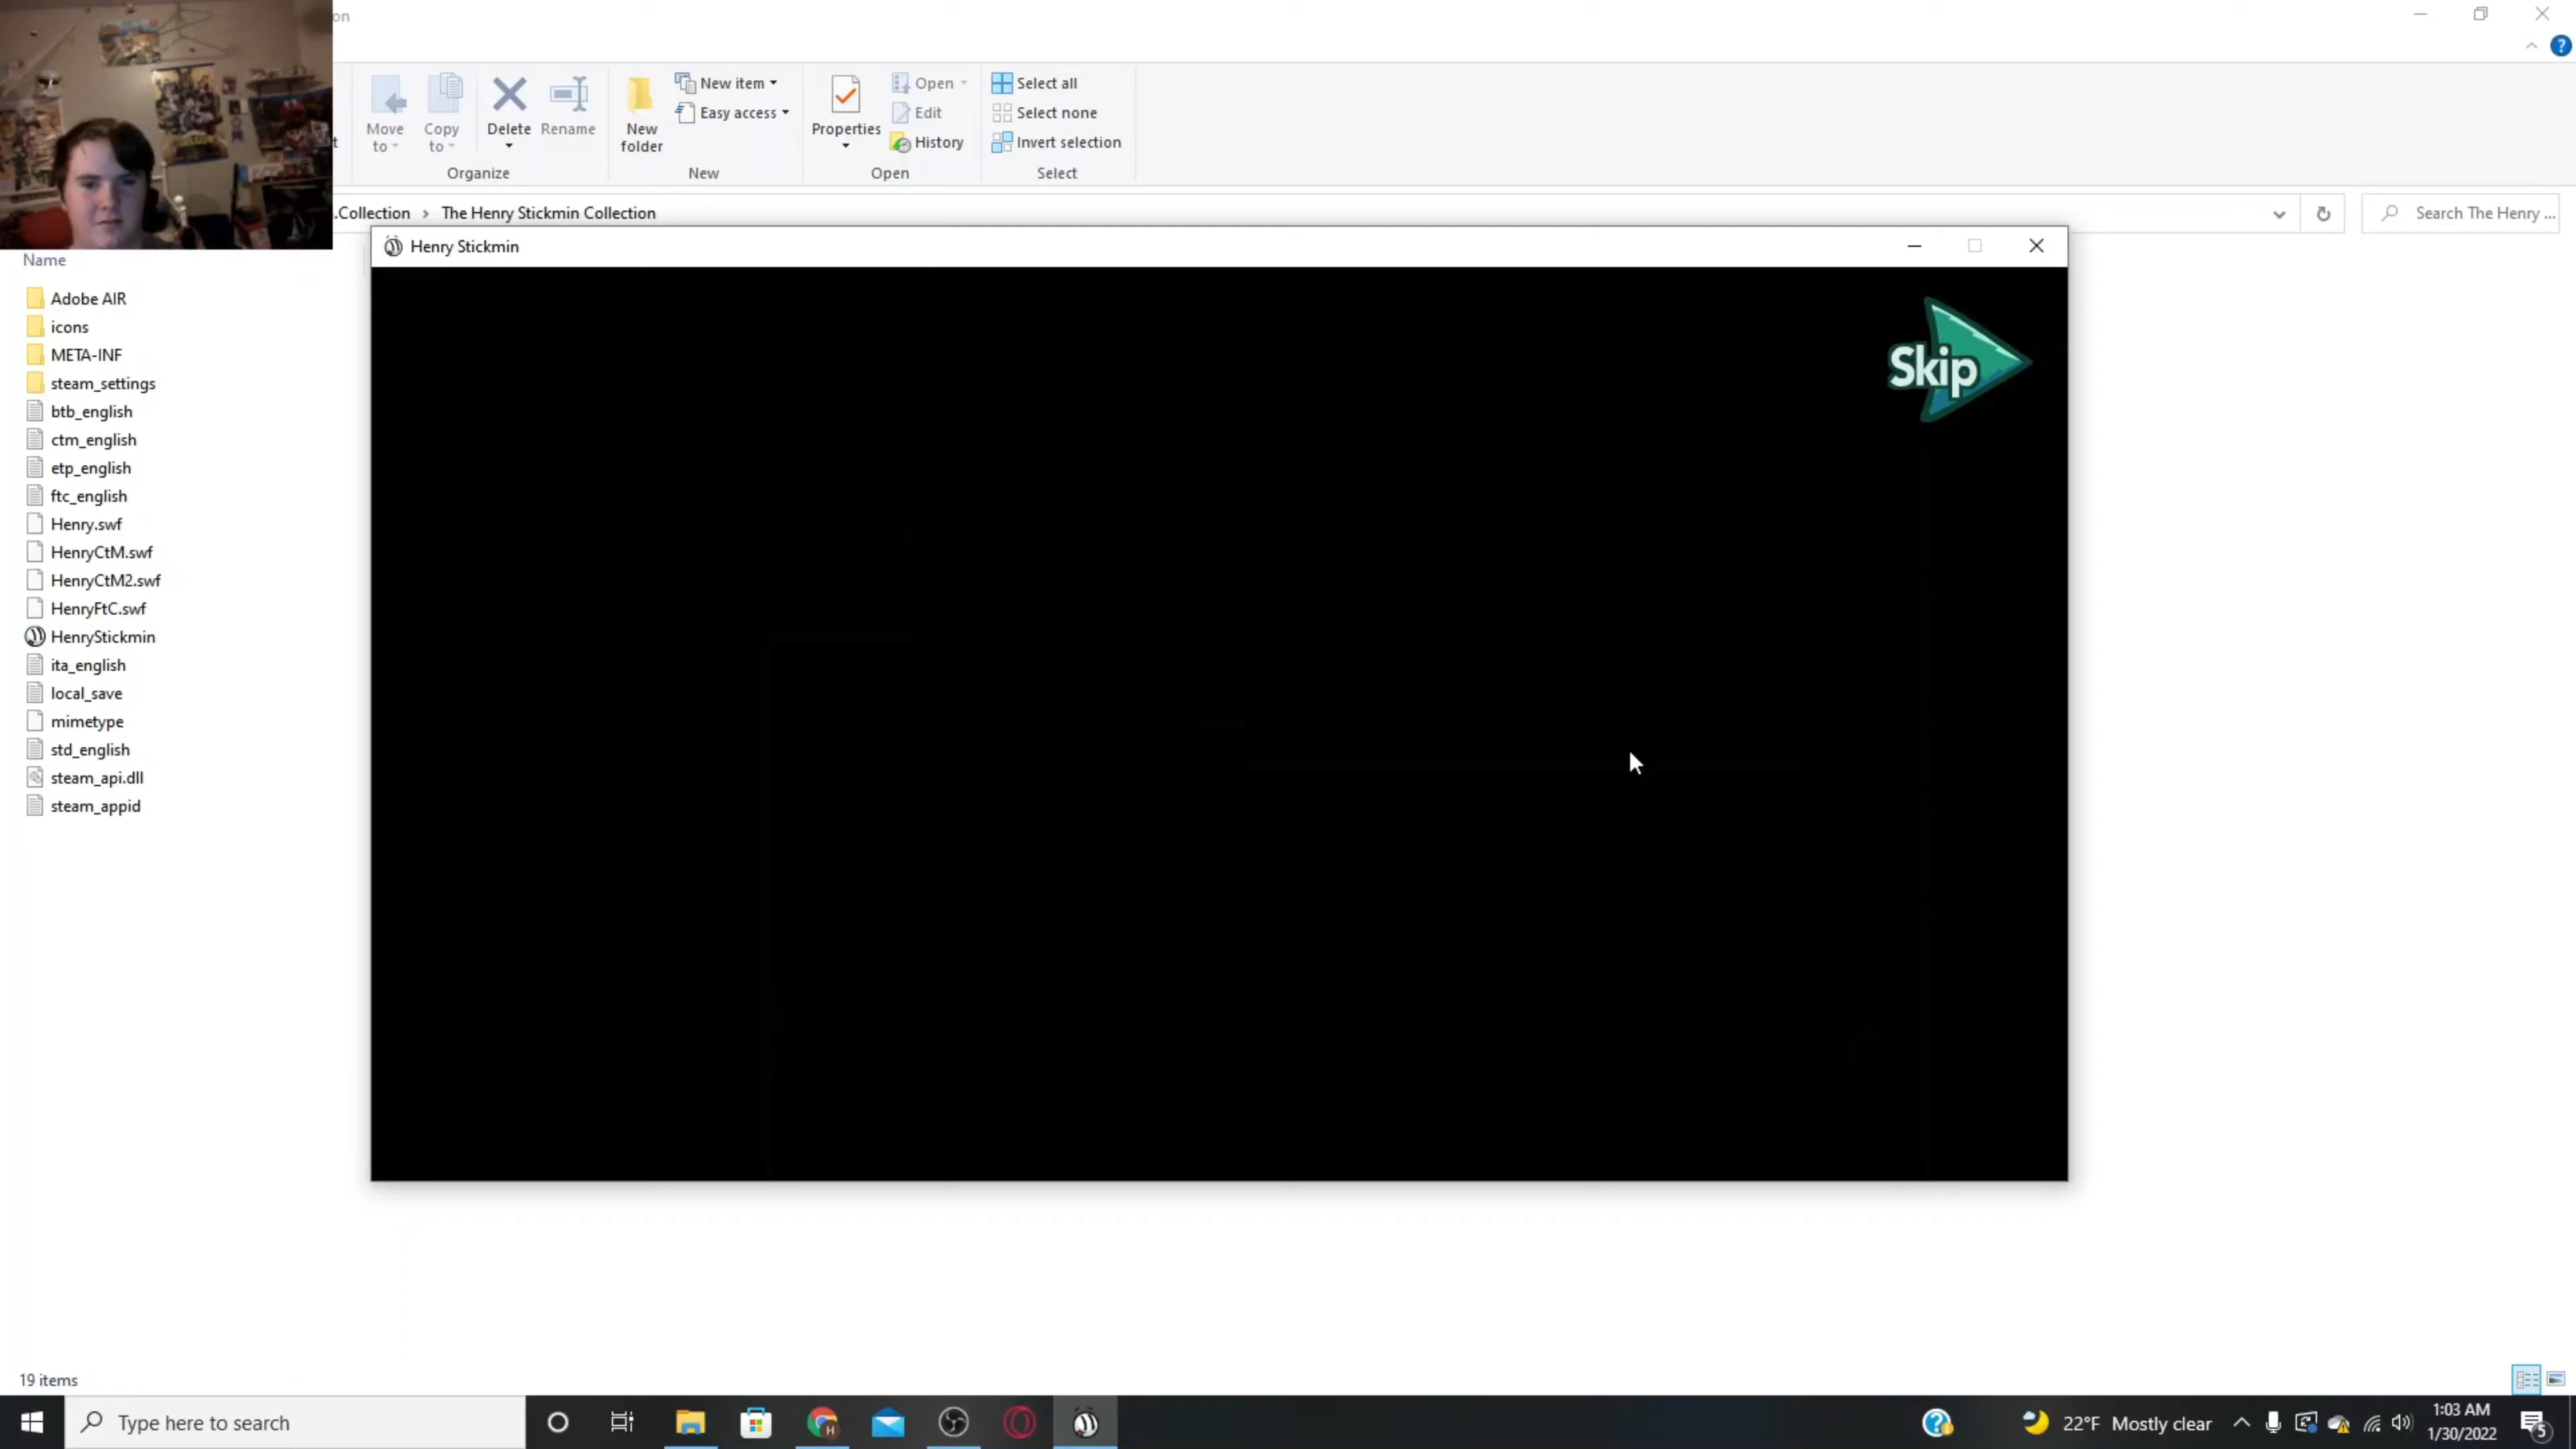 on
Move to
Copy to
Delete
Rename
New folder
New item
Easy access
Properties
Open
Edit
History
Select all
Select none
Invert selection
t
Organize
New
Open
Select
.Collection > The Henry Stickmin Collection
Search The Henry ...
Henry Stickmin
Name
Adobe AIR
icons
META-INF
steam_settings
btb_english
ctm_english
etp_english
ftc_english
Henry.swf
HenryCtM.swf
HenryCtM2.swf
HenryFtC.swf
HenryStickmin
ita_english
local_save
mimetype
std_english
steam_api.dll
steam_appid
Skip
19 items
Type here to search
H
22°F Mostly clear
1:03 AM
1/30/2022
5